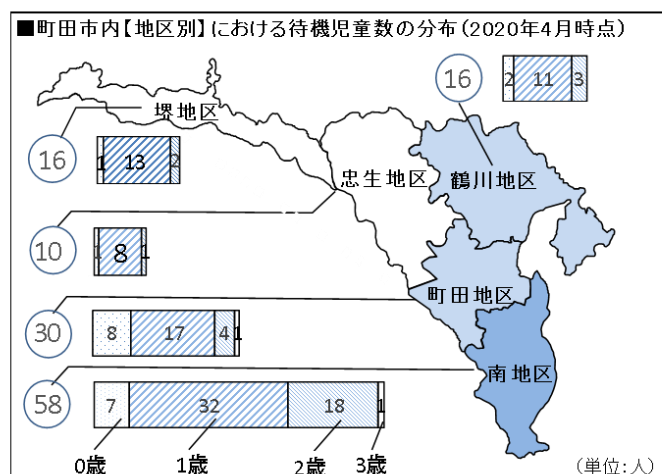 ■町田市内【地区別】における待機児童数の分布(2020年4月時点)
2 11 3
16
堺地区
16
1 13 2
忠生地区
鶴川地区
10
1 8 1
町田地区
30
8 17 4 1
南地区
58
7 32 18 1
0歳 1歳 2歳 3歳
(単位:人)